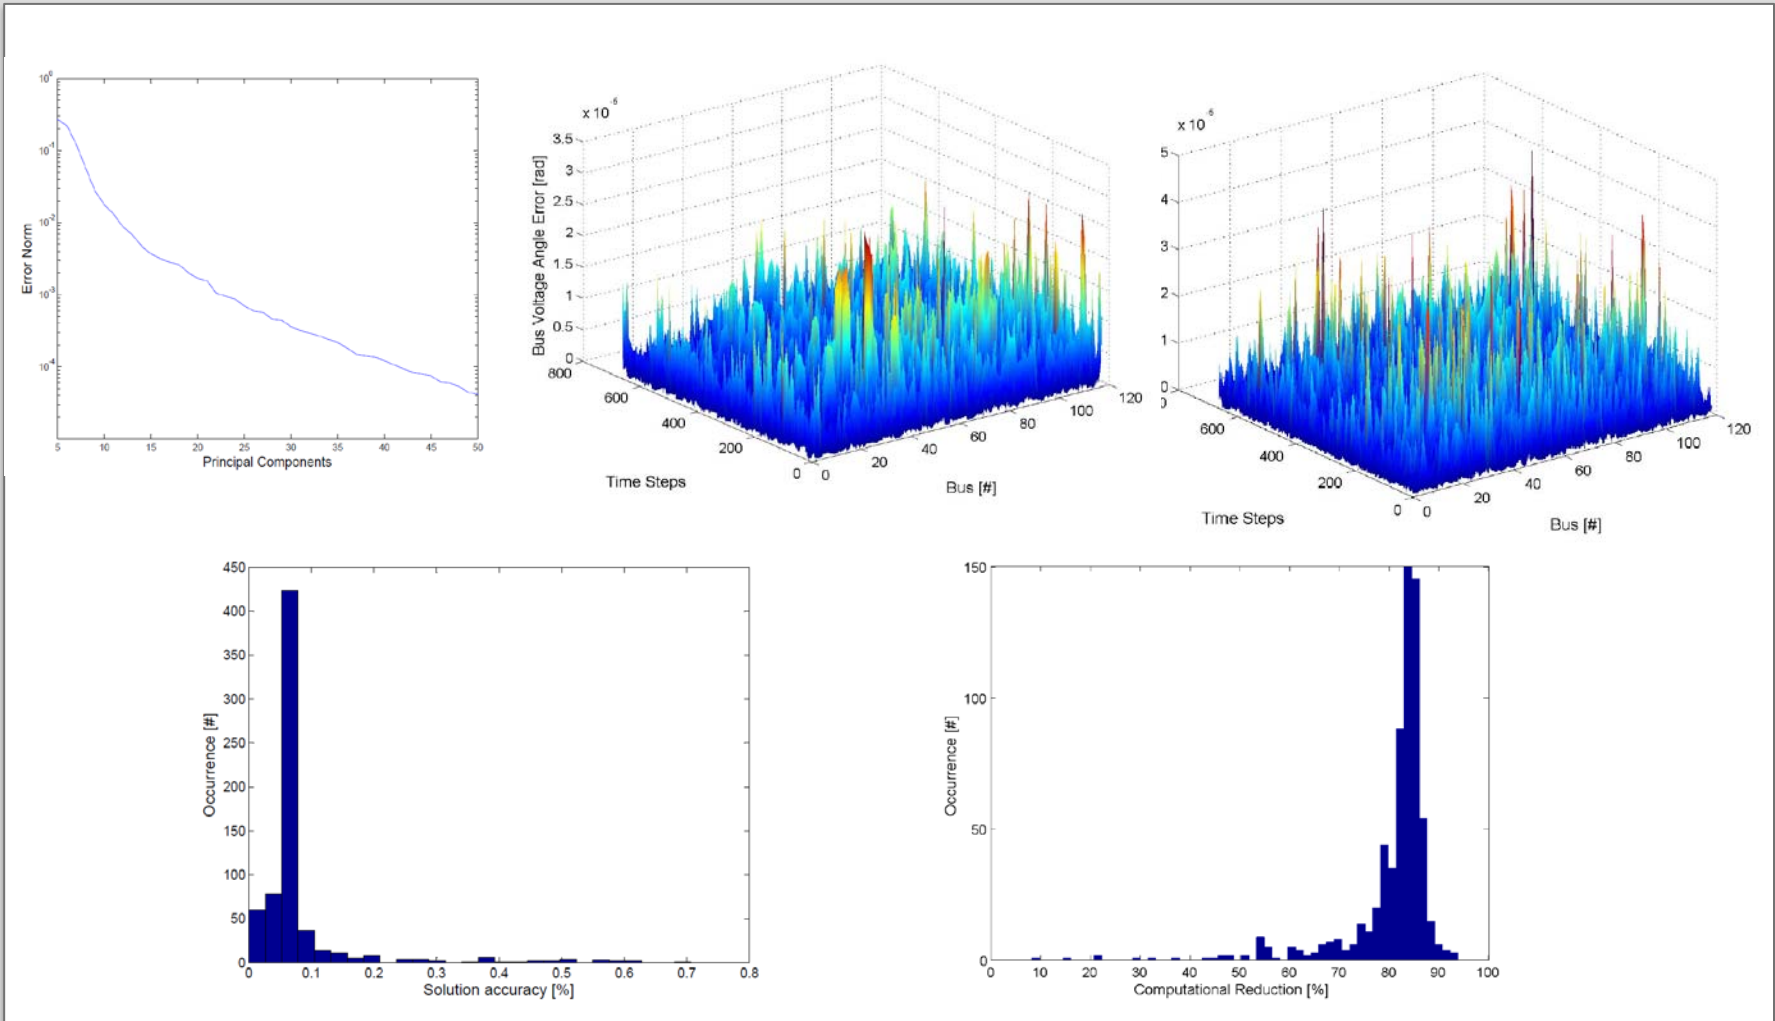 10^0
10^-1
10^-2
10^-3
10^-4
Error Norm
5 10 15 20 25 30 35 40 45 50
Principal Components
x 10^-6
3.5
3
2.5
2
1.5
1
0.5
0
Bus Voltage Angle Error [rad]
800
600
400
200
0
Time Steps
0 20 40 60 80 100 120
Bus [#]
5
4
3
2
1
0
0
600
400
200
0
Time Steps
0 20 40 60 80 100 120
Bus [#]
450
400
350
300
250
200
150
100
50
0
Occurrence [#]
0 0.1 0.2 0.3 0.4 0.5 0.6 0.7 0.8
Solution accuracy [%]
150
100
50
0
Occurrence [#]
0 10 20 30 40 50 60 70 80 90 100
Computational Reduction [%]